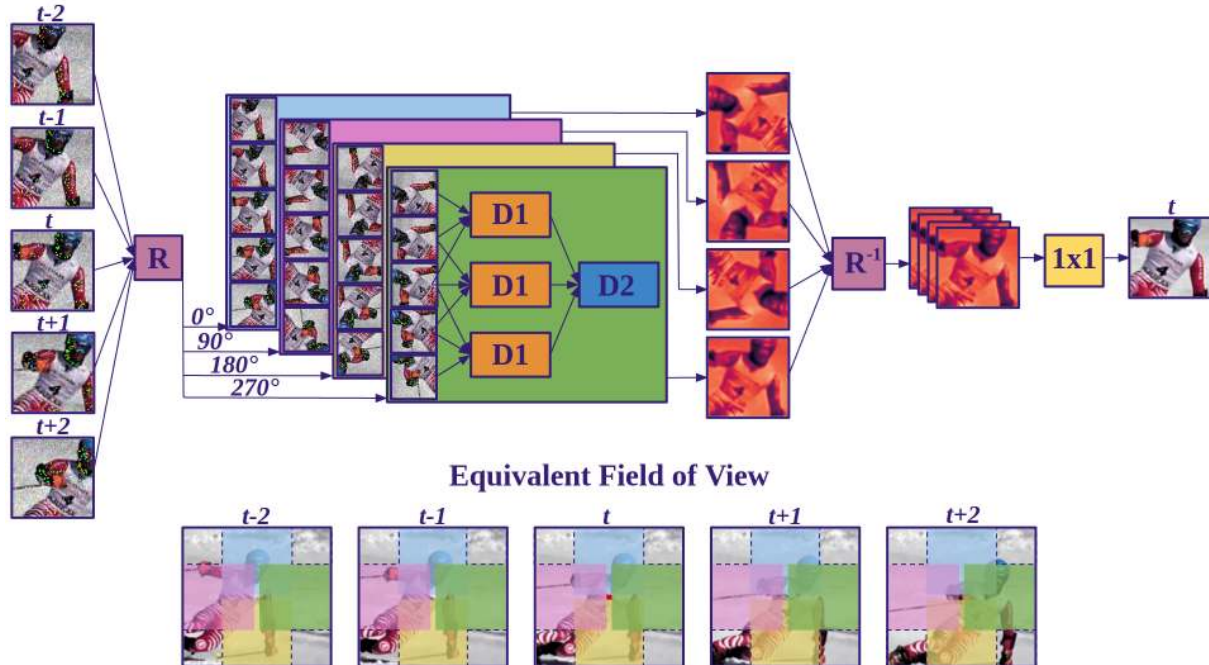 t-2
t-1
t
t+1
t+2
R
0°
90°
180°
270°
D1
D1
D1
D2
R-1
1x1
t
Equivalent Field of View
t-2
t-1
t
t+1
t+2